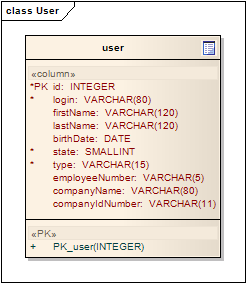 class User
user
«column»
*PK id: INTEGER
* login: VARCHAR(80)
firstName: VARCHAR(120)
lastName: VARCHAR(120)
birthDate: DATE
* state: SMALLINT
* type: VARCHAR(15)
employeeNumber: VARCHAR(5)
companyName: VARCHAR(80)
companyIdNumber: VARCHAR(11)
«PK»
+ PK_user(INTEGER)